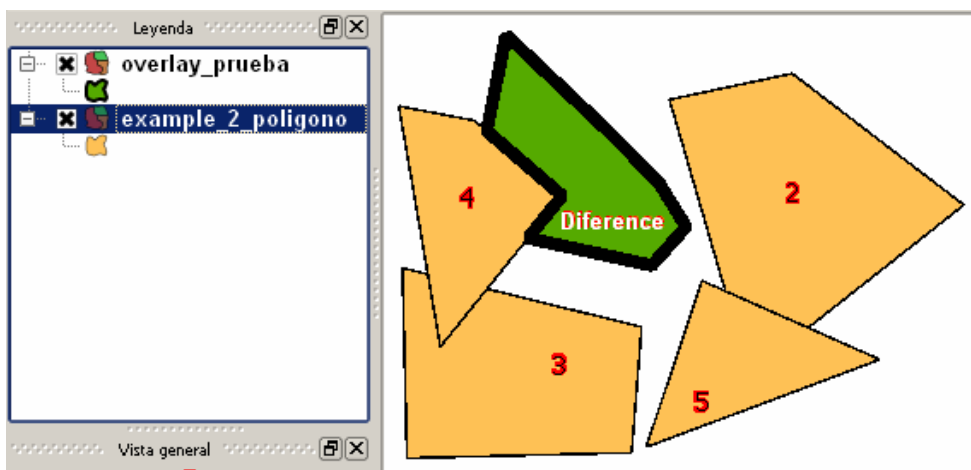 Leyenda
overlay_prueba
example_2_poligono
Vista general
4
Diference
2
3
5